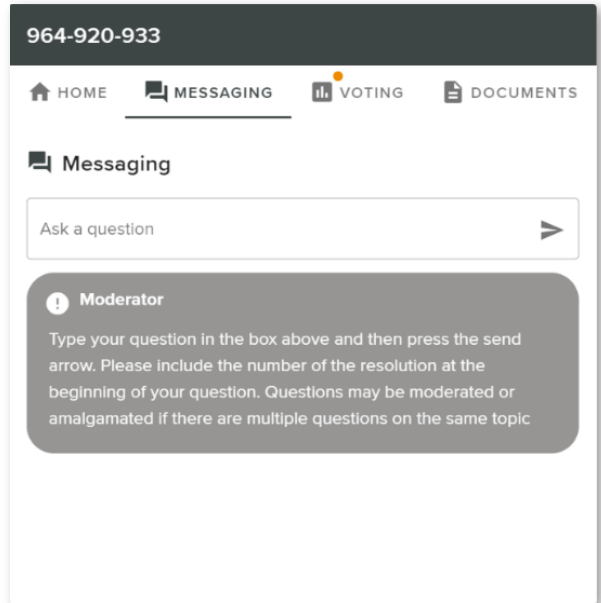 964-920-933
HOME MESSAGING VOTING DOCUMENTS
Messaging
Ask a question
Moderator
Type your question in the box above and then press the send
arrow. Please include the number of the resolution at the
beginning of your question. Questions may be moderated or
amalgamated if there are multiple questions on the same topic